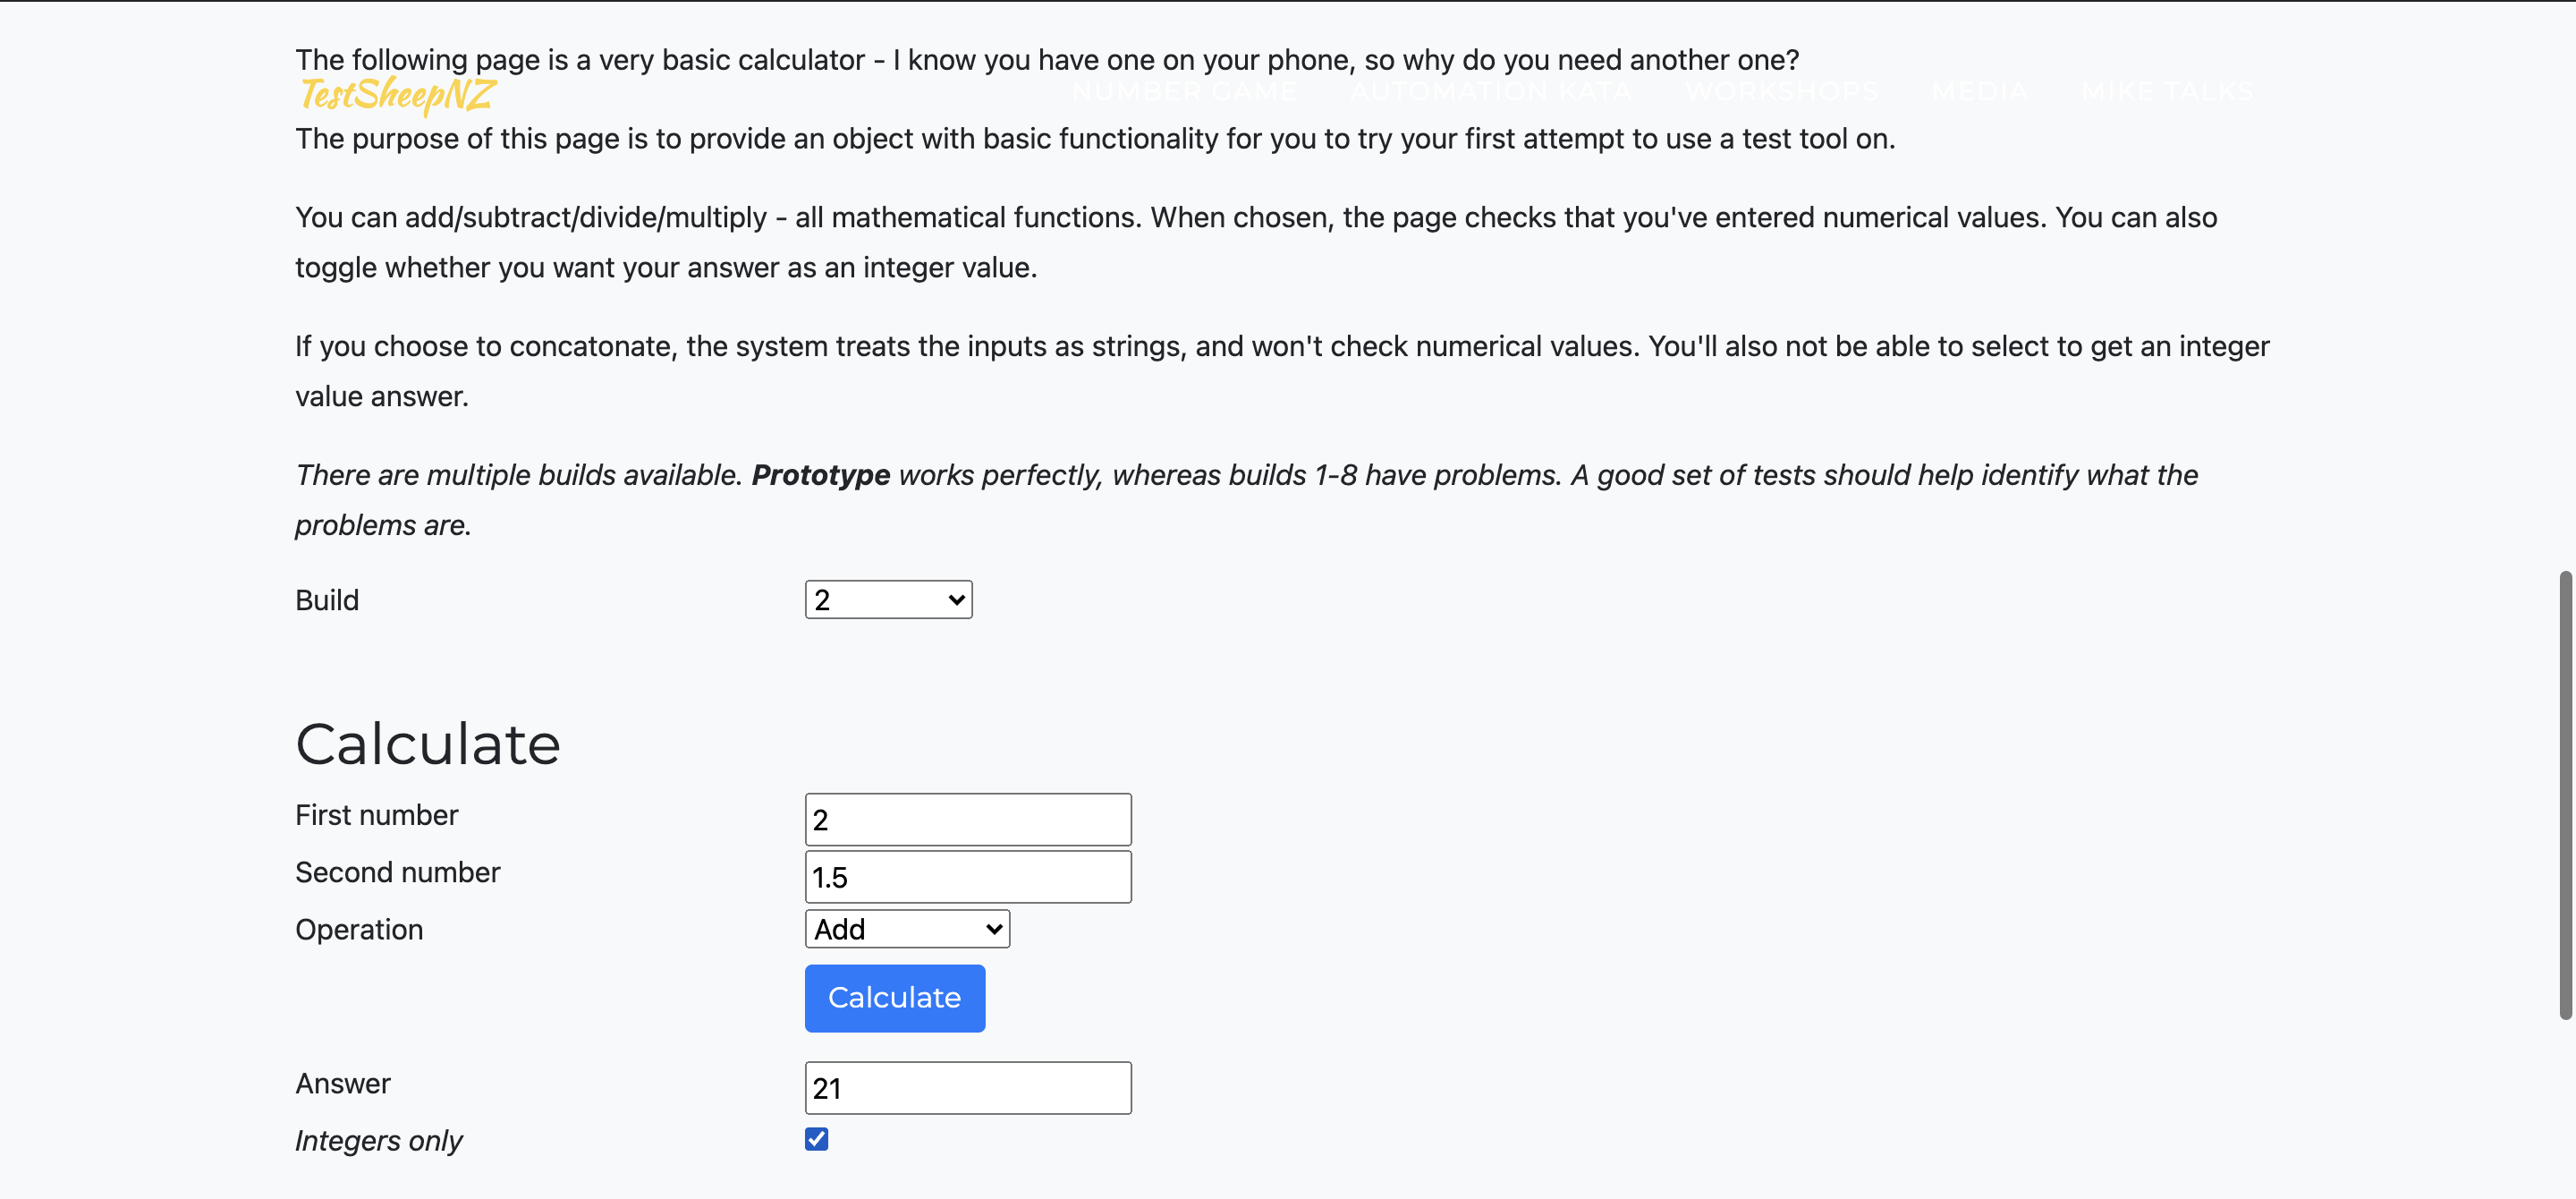 The following page is a very basic calculator - I know you have one on your phone, so why do you need another one?
TestSheepNZ
NUMBER GAME AUTOMATION KATA WORKSHOPS MEDIA MIKE TALKS
The purpose of this page is to provide an object with basic functionality for you to try your first attempt to use a test tool on.
You can add/subtract/divide/multiply - all mathematical functions. When chosen, the page checks that you've entered numerical values. You can also
toggle whether you want your answer as an integer value.
If you choose to concatonate, the system treats the inputs as strings, and won't check numerical values. You'll also not be able to select to get an integer
value answer.
There are multiple builds available. Prototype works perfectly, whereas builds 1-8 have problems. A good set of tests should help identify what the
problems are.
Build 2
Calculate
First number 2
Second number 1.5
Operation Add
Calculate
Answer 21
Integers only